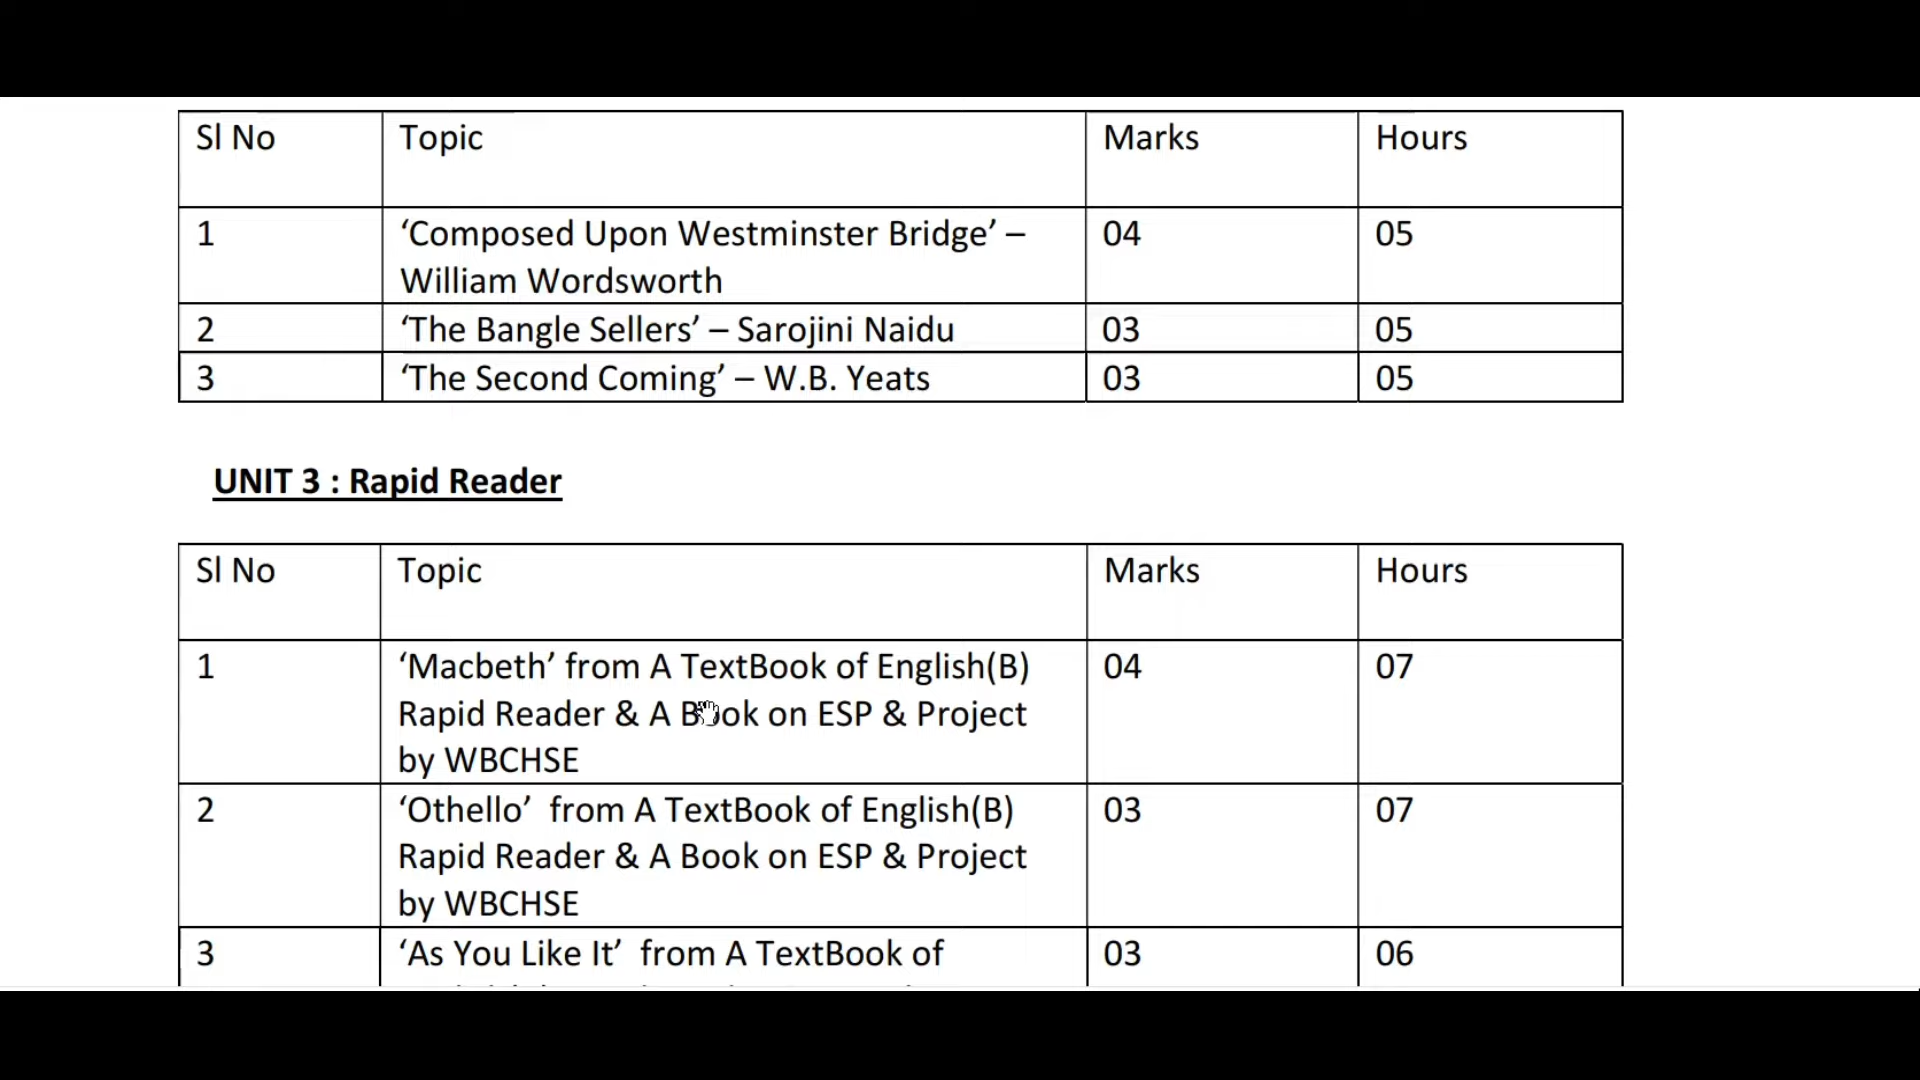 Sl No Topic Marks Hours
1 ‘Composed Upon Westminster Bridge’ – 04 05
William Wordsworth
2 ‘The Bangle Sellers’ – Sarojini Naidu 03 05
3 ‘The Second Coming’ – W.B. Yeats 03 05
UNIT 3 : Rapid Reader
Sl No Topic Marks Hours
1 ‘Macbeth’ from A TextBook of English(B) 04 07
Rapid Reader & A Book on ESP & Project
by WBCHSE
2 ‘Othello’  from A TextBook of English(B) 03 07
Rapid Reader & A Book on ESP & Project
by WBCHSE
3 ‘As You Like It’  from A TextBook of 03 06